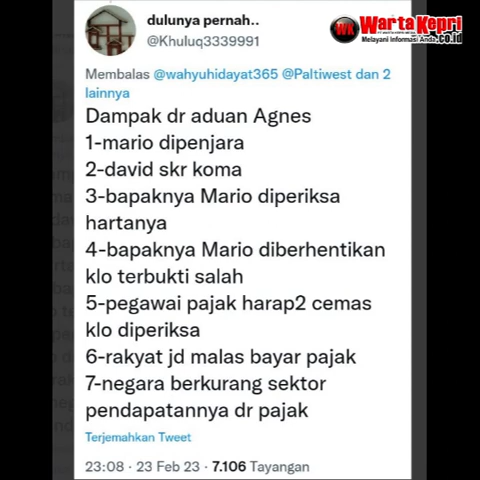 dulunya pernah..
@Khuluq3339991
WK WartaKepri
Melayani Informasi Anda .co.id
Membalas @wahyuhidayat365 @Paltiwest dan 2
lainnya
Dampak dr aduan Agnes
1-mario dipenjara
2-david skr koma
3-bapaknya Mario diperiksa
hartanya
4-bapaknya Mario diberhentikan
klo terbukti salah
5-pegawai pajak harap2 cemas
klo diperiksa
6-rakyat jd malas bayar pajak
7-negara berkurang sektor
pendapatannya dr pajak
Terjemahkan Tweet
23:08 · 23 Feb 23 · 7.106 Tayangan